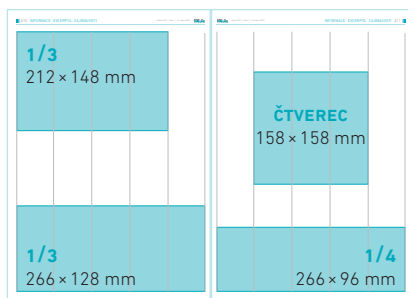 1/3
212 × 148 mm
1/3
266 × 128 mm
ČTVEREC
158 × 158 mm
1/4
266 × 96 mm